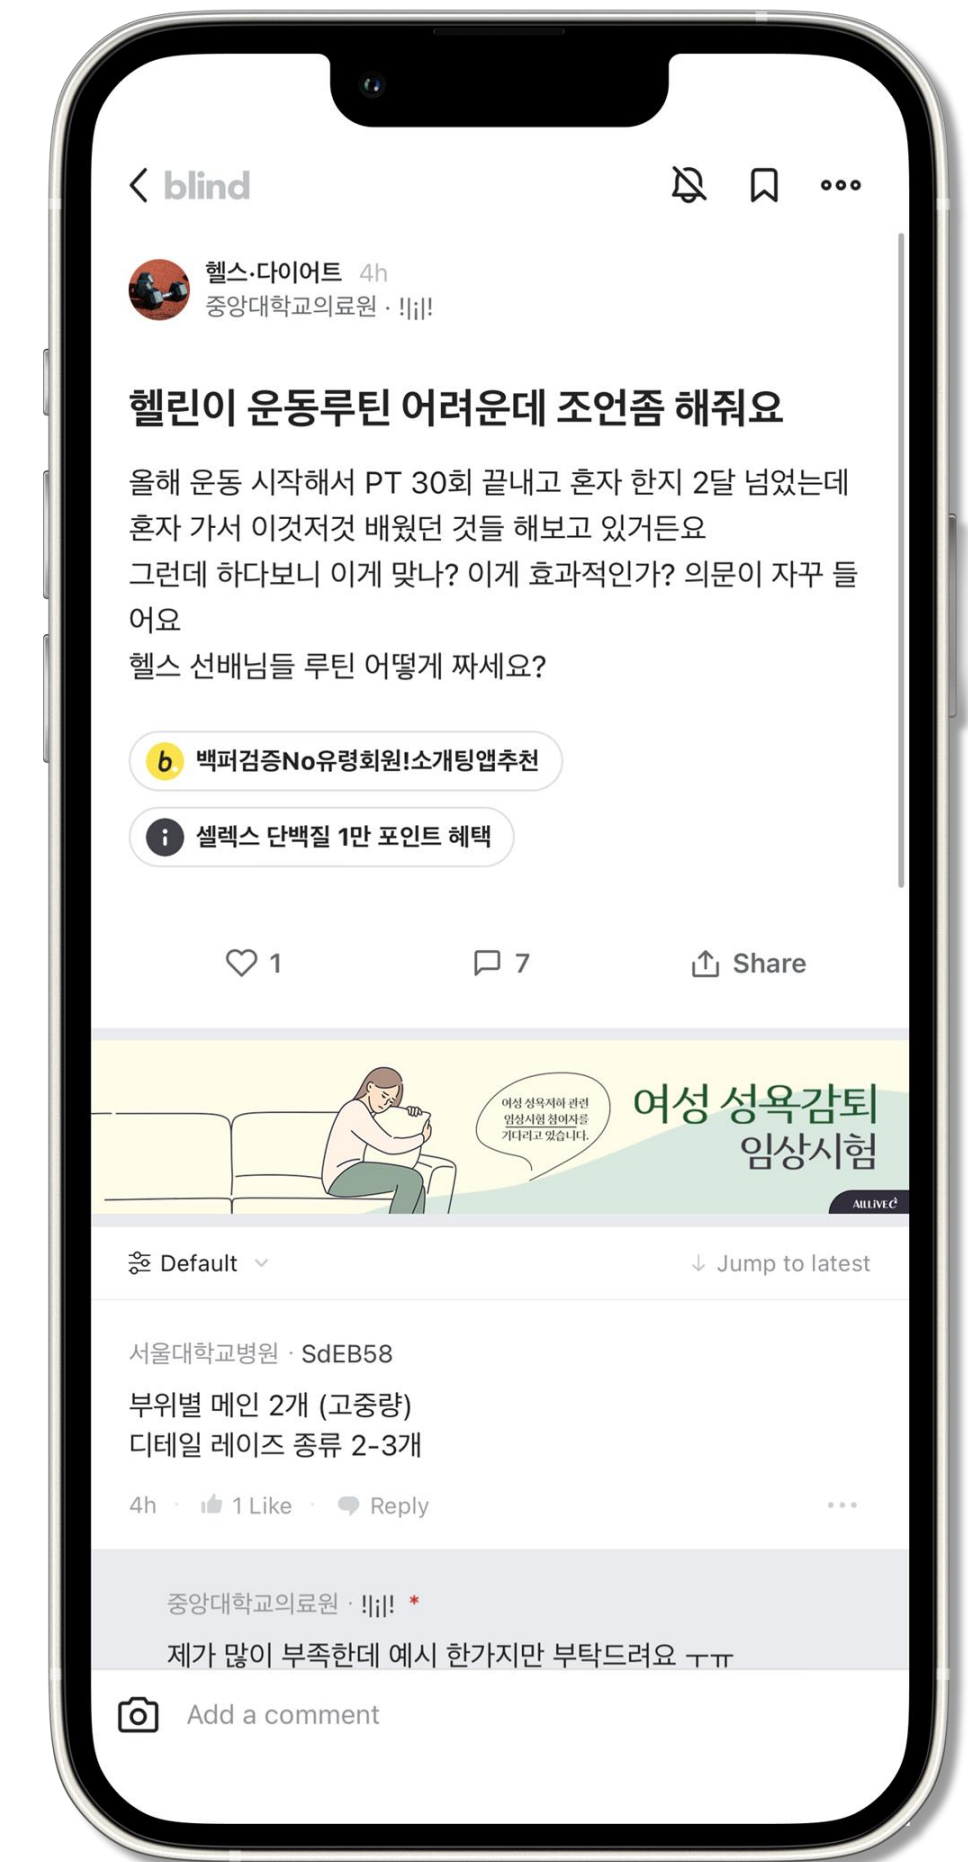 blind
헬스·다이어트 4h
중앙대학교의료원 · !|¡|!
헬린이 운동루틴 어려운데 조언좀 해줘요
올해 운동 시작해서 PT 30회 끝내고 혼자 한지 2달 넘었는데
혼자 가서 이것저것 배웠던 것들 해보고 있거든요
그런데 하다보니 이게 맞나? 이게 효과적인가? 의문이 자꾸 들
어요
헬스 선배님들 루틴 어떻게 짜세요?
b 백퍼검증No유령회원!소개팅앱추천
셀렉스 단백질 1만 포인트 혜택
1 7 Share
여성 성욕저하 관련
임상시험 참여자를
기다리고 있습니다.
여성 성욕감퇴
임상시험
ALLLiVE C
Default
Jump to latest
서울대학교병원 · SdEB58
부위별 메인 2개 (고중량)
디테일 레이즈 종류 2-3개
4h · 1 Like · Reply
중앙대학교의료원 · !|¡|! *
제가 많이 부족한데 예시 한가지만 부탁드려요 ㅜㅠ
Add a comment